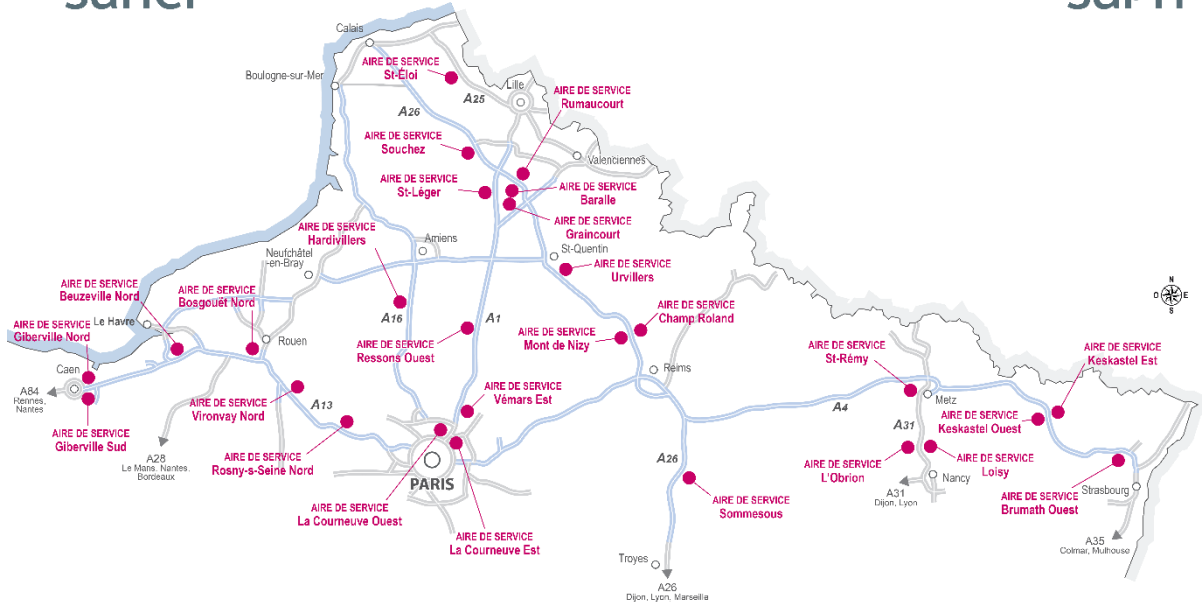 sanef
Calais
AIRE DE SERVICE
St-Éloi
Boulogne-sur-Mer
Lille
A25
A26
AIRE DE SERVICE
Rumaucourt
AIRE DE SERVICE
Souchez
Valenciennes
AIRE DE SERVICE
St-Léger
AIRE DE SERVICE
Baralle
AIRE DE SERVICE
Graincourt
AIRE DE SERVICE
Hardivillers
Amiens
St-Quentin
Neufchâtel
-en-Bray
AIRE DE SERVICE
Urvillers
AIRE DE SERVICE
Beuzeville Nord
AIRE DE SERVICE
Bosgouët Nord
N
O
E
S
AIRE DE SERVICE
Champ Roland
Le Havre
A16
A1
AIRE DE SERVICE
Giberville Nord
Rouen
AIRE DE SERVICE
Ressons Ouest
AIRE DE SERVICE
Mont de Nizy
AIRE DE SERVICE
St-Rémy
AIRE DE SERVICE
Keskastel Est
Caen
Reims
A84
Rennes,
Nantes
AIRE DE SERVICE
Vironvay Nord
A13
AIRE DE SERVICE
Vémars Est
A4
Metz
AIRE DE SERVICE
Keskastel Ouest
A31
AIRE DE SERVICE
Giberville Sud
AIRE DE SERVICE
Rosny-s-Seine Nord
A28
Le Mans, Nantes,
Bordeaux
A26
AIRE DE SERVICE
L'Obrion
AIRE DE SERVICE
Loisy
PARIS
Nancy
AIRE DE SERVICE
Sommesous
A31
Dijon, Lyon
AIRE DE SERVICE
Brumath Ouest
Strasbourg
AIRE DE SERVICE
La Courneuve Ouest
AIRE DE SERVICE
La Courneuve Est
A35
Colmar, Mulhouse
Troyes
A26
Dijon, Lyon, Marseille